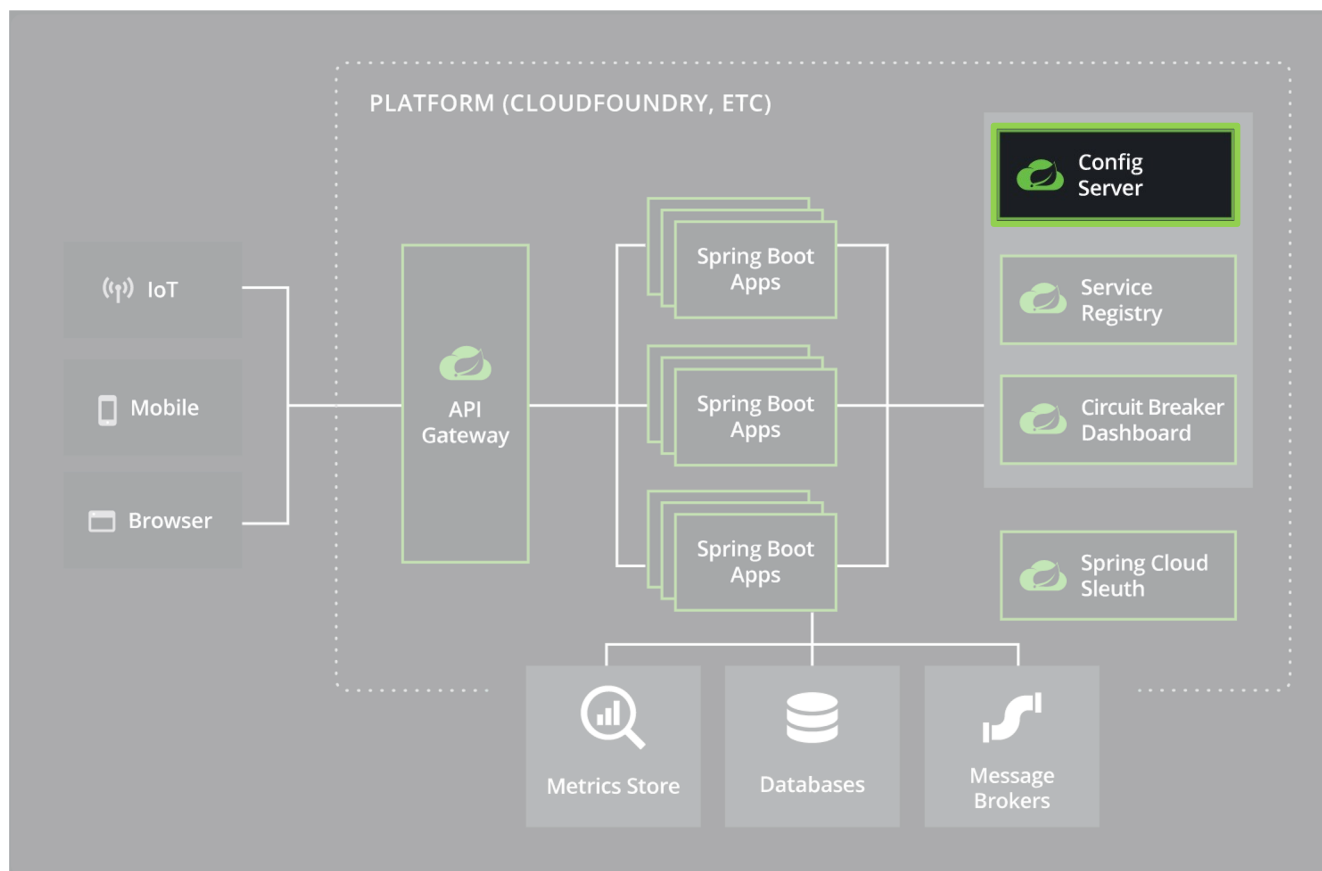 PLATFORM (CLOUDFOUNDRY, ETC)
IoT
Mobile
Browser
API
Gateway
Spring Boot
Apps
Spring Boot
Apps
Spring Boot
Apps
Config
Server
Service
Registry
Circuit Breaker
Dashboard
Spring Cloud
Sleuth
Metrics Store
Databases
Message
Brokers